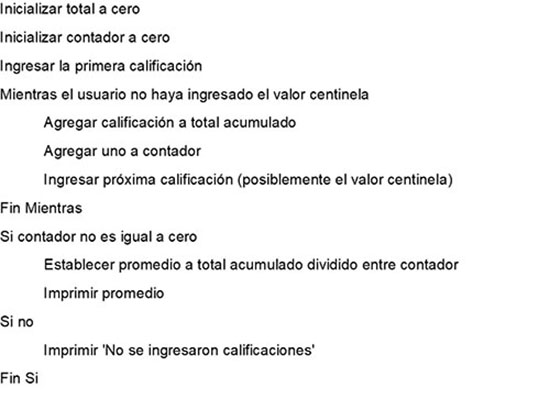 Inicializar total a cero
Inicializar contador a cero
Ingresar la primera calificación
Mientras el usuario no haya ingresado el valor centinela
Agregar calificación a total acumulado
Agregar uno a contador
Ingresar próxima calificación (posiblemente el valor centinela)
Fin Mientras
Si contador no es igual a cero
Establecer promedio a total acumulado dividido entre contador
Imprimir promedio
Si no
Imprimir 'No se ingresaron calificaciones'
Fin Si